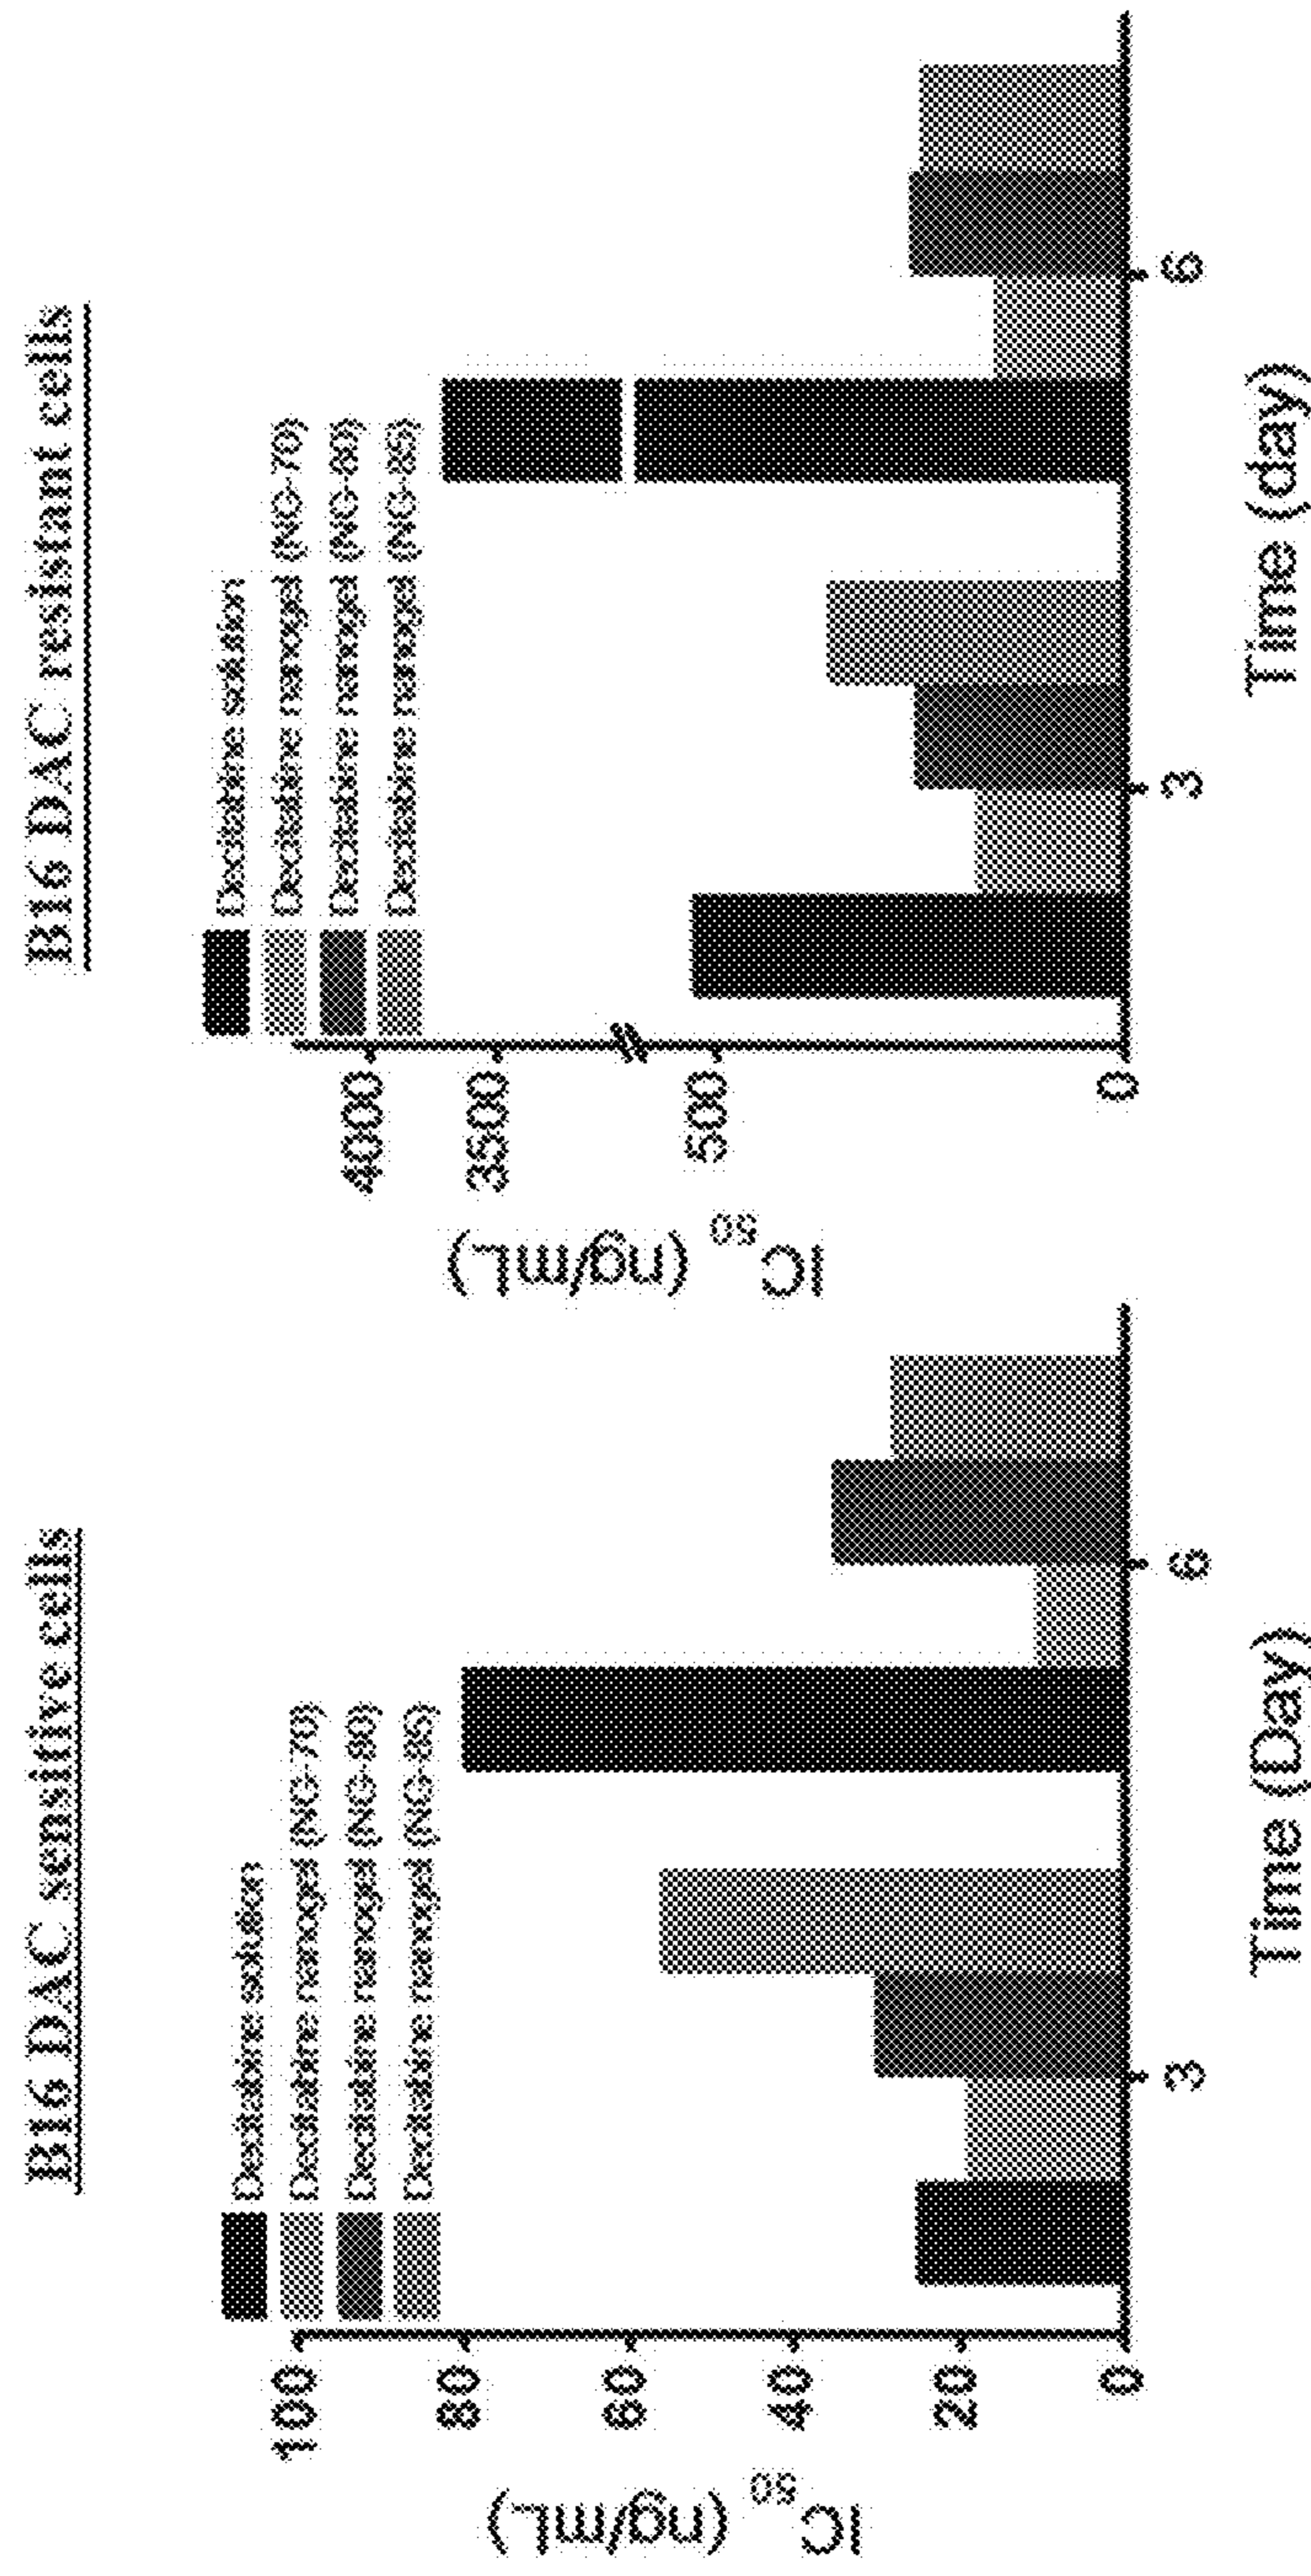 B16 DAC sensitive cells
Decitabine solution
Decitabine nanogel (NG-70)
Decitabine nanogel (NG-80)
Decitabine nanogel (NG-85)
100
80
60
40
20
0
IC50 (ng/mL)
3
6
Time (Day)
B16 DAC resistant cells
Decitabine solution
Decitabine nanogel (NG-70)
Decitabine nanogel (NG-80)
Decitabine nanogel (NG-85)
4000
3500
500
0
IC50 (ng/mL)
3
6
Time (day)